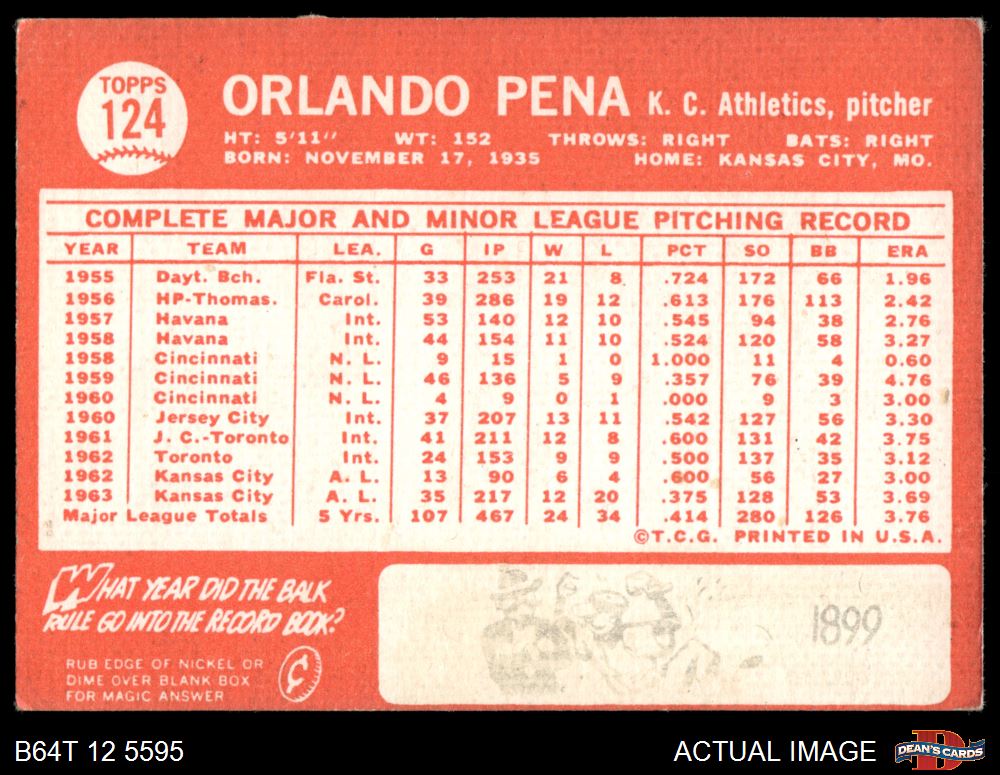 TOPPS
124
ORLANDO PENA K. C. Athletics, pitcher
HT: 5'11" WT: 152 THROWS: RIGHT BATS: RIGHT
BORN: NOVEMBER 17, 1935 HOME: KANSAS CITY, MO.
COMPLETE MAJOR AND MINOR LEAGUE PITCHING RECORD
YEAR TEAM LEA. G IP W L PCT SO BB ERA
1955 Dayt. Bch. Fla. St. 33 253 21 8 .724 172 66 1.96
1956 HP-Thomas. Carol. 39 286 19 12 .613 176 113 2.42
1957 Havana Int. 53 140 12 10 .545 94 38 2.76
1958 Havana Int. 44 154 11 10 .524 120 58 3.27
1958 Cincinnati N. L. 9 15 1 0 1.000 11 4 0.60
1959 Cincinnati N. L. 46 136 5 9 .357 76 39 4.76
1960 Cincinnati N. L. 4 9 0 1 .000 9 3 3.00
1960 Jersey City Int. 37 207 13 11 .542 127 56 3.30
1961 J. C.-Toronto Int. 41 211 12 8 .600 131 42 3.75
1962 Toronto Int. 24 153 9 9 .500 137 35 3.12
1962 Kansas City A. L. 13 90 6 4 .600 56 27 3.00
1963 Kansas City A. L. 35 217 12 20 .375 128 53 3.69
Major League Totals 5 Yrs. 107 467 24 34 .414 280 126 3.76
©T.C.G. PRINTED IN U.S.A.
WHAT YEAR DID THE BALK
RULE GO INTO THE RECORD BOOK?
RUB EDGE OF NICKEL OR
DIME OVER BLANK BOX
FOR MAGIC ANSWER
¢
1899
B64T 12 5595
ACTUAL IMAGE
DEAN'S CARDS